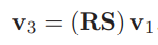 v₃ = (RS) v₁